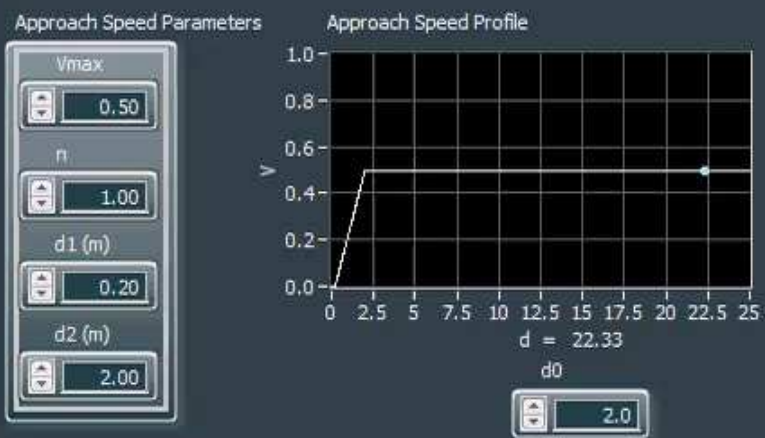 Approach Speed Parameters
Vmax
0.50
n
1.00
d1 (m)
0.20
d2 (m)
2.00
Approach Speed Profile
1.0
0.8
0.6
0.4
0.2
0.0
V
0 2.5 5 7.5 10 12.5 15 17.5 20 22.5 25
d = 22.33
d0
2.0